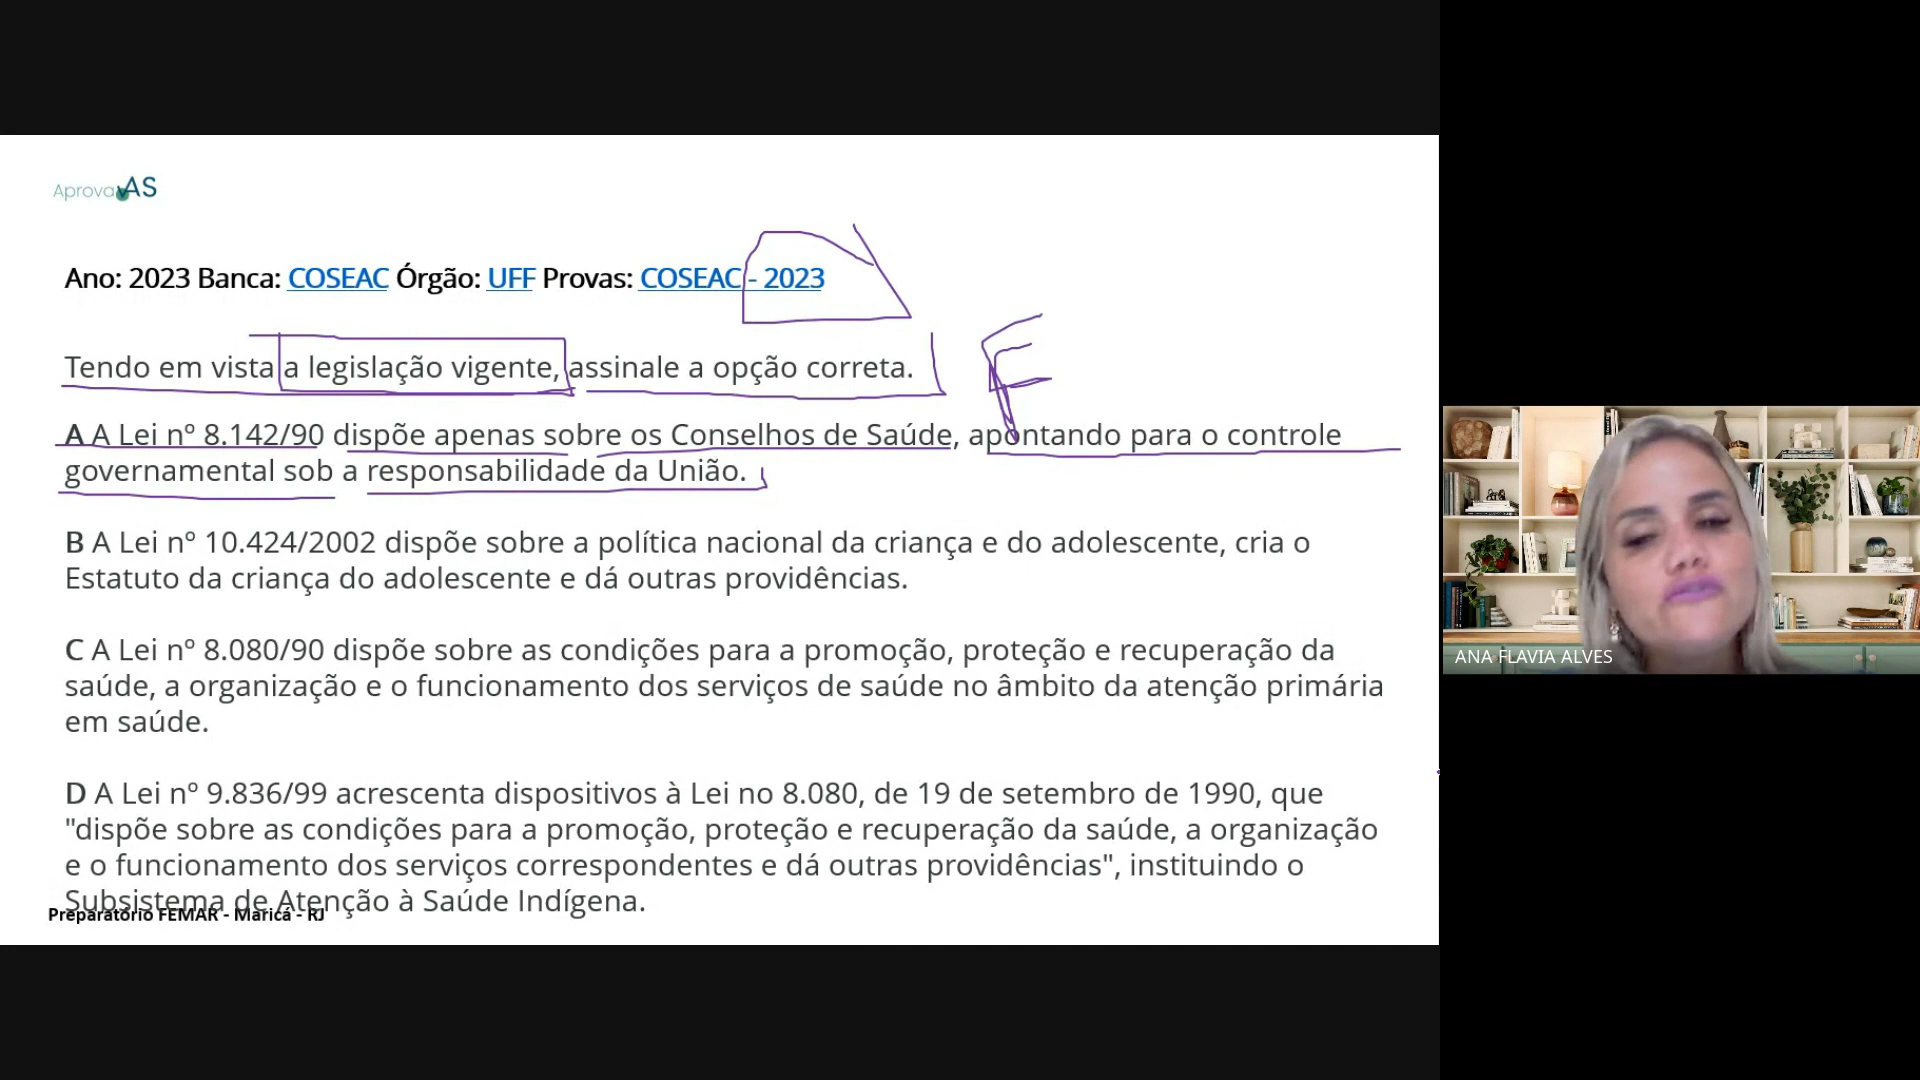 AprovaAS
Ano: 2023 Banca: COSEAC Órgão: UFF Provas: COSEAC - 2023
Tendo em vista a legislação vigente, assinale a opção correta.
F
A A Lei nº 8.142/90 dispõe apenas sobre os Conselhos de Saúde, apontando para o controle
governamental sob a responsabilidade da União.
B A Lei nº 10.424/2002 dispõe sobre a política nacional da criança e do adolescente, cria o
Estatuto da criança do adolescente e dá outras providências.
C A Lei nº 8.080/90 dispõe sobre as condições para a promoção, proteção e recuperação da
saúde, a organização e o funcionamento dos serviços de saúde no âmbito da atenção primária
em saúde.
D A Lei nº 9.836/99 acrescenta dispositivos à Lei no 8.080, de 19 de setembro de 1990, que
"dispõe sobre as condições para a promoção, proteção e recuperação da saúde, a organização
e o funcionamento dos serviços correspondentes e dá outras providências", instituindo o
Subsistema de Atenção à Saúde Indígena.
Preparatório FEMAR - Maricá - RJ
ANA FLAVIA ALVES